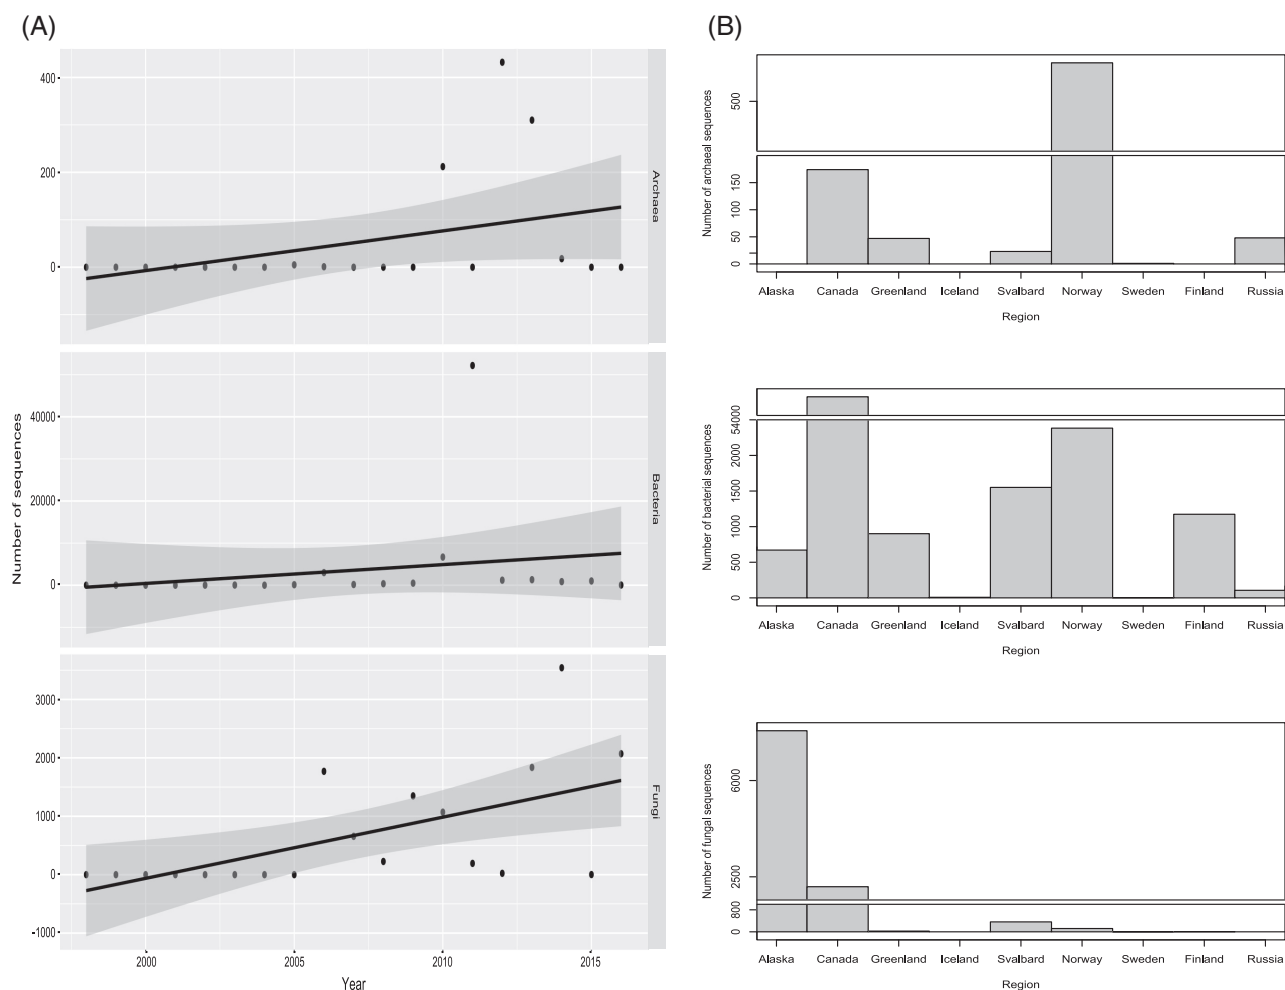 (A)
Number of sequences
400
200
0
Archaea
40000
20000
0
Bacteria
3000
2000
1000
0
-1000
Fungi
2000
2005
2010
2015
Year
(B)
Number of archaeal sequences
500
150
100
50
0
Alaska Canada Greenland Iceland Svalbard Norway Sweden Finland Russia
Region
Number of bacterial sequences
54000
2000
1500
1000
500
0
Alaska Canada Greenland Iceland Svalbard Norway Sweden Finland Russia
Region
Number of fungal sequences
6000
2500
800
0
Alaska Canada Greenland Iceland Svalbard Norway Sweden Finland Russia
Region